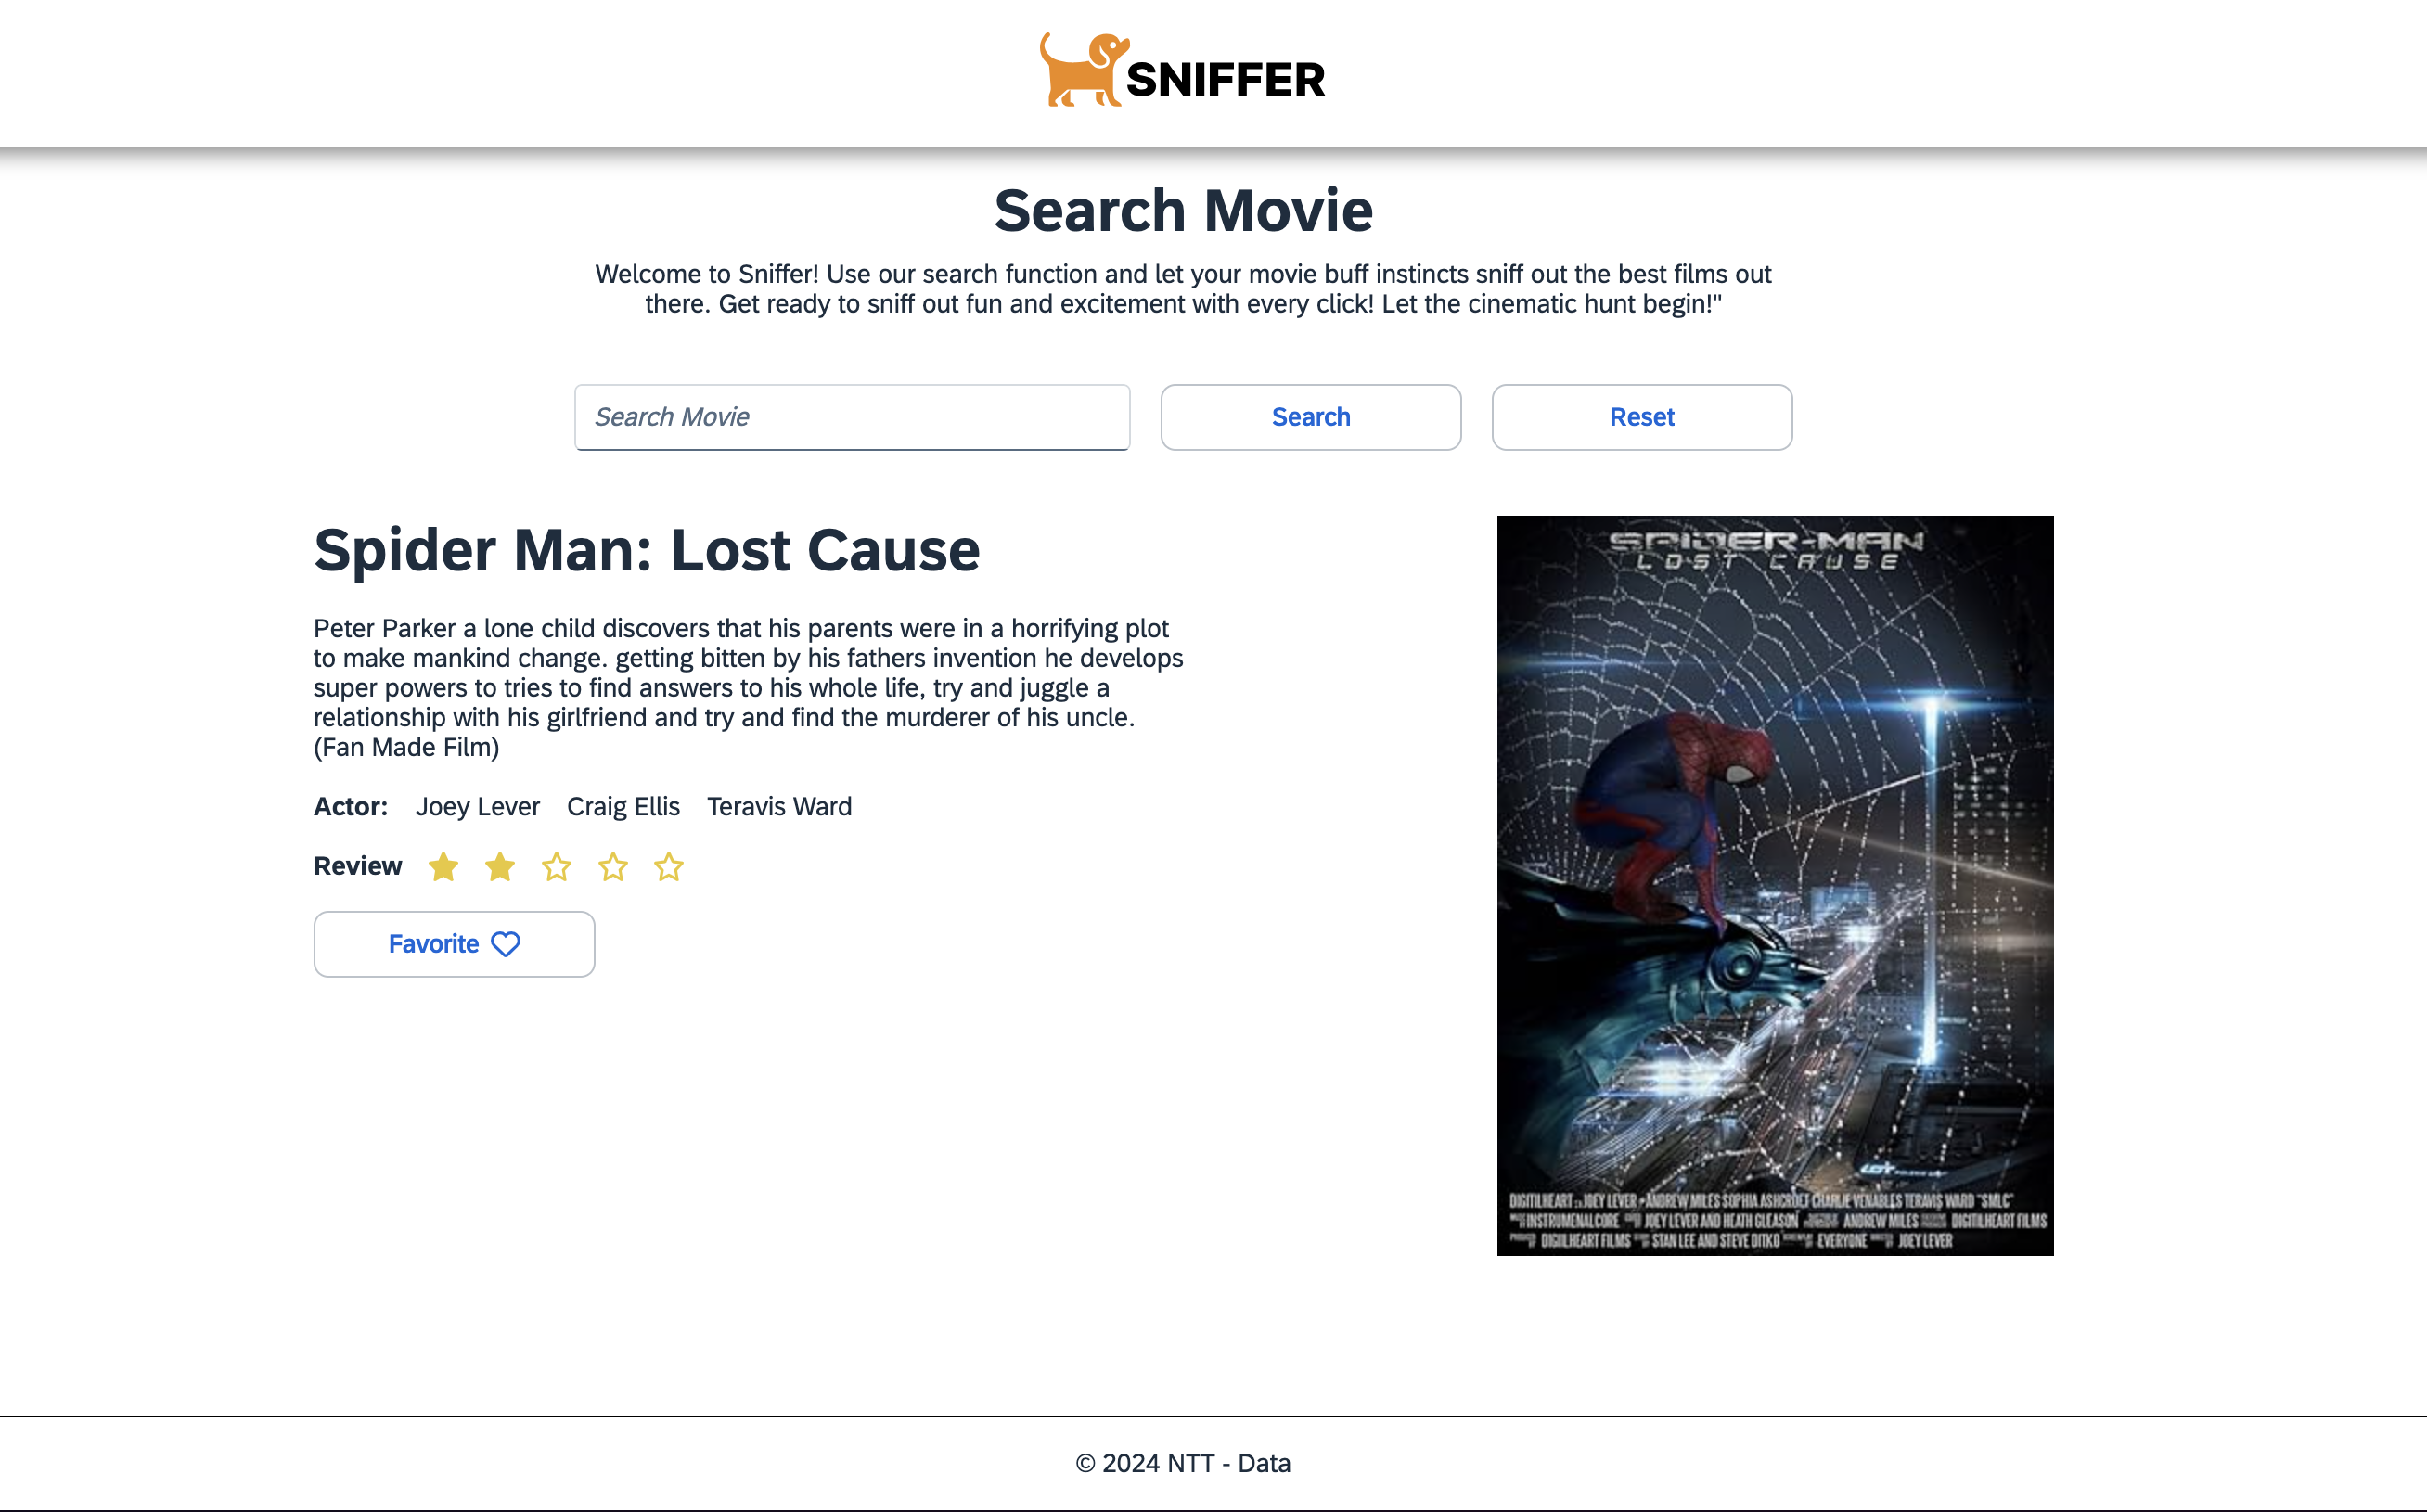 SNIFFER
Search Movie
Welcome to Sniffer! Use our search function and let your movie buff instincts sniff out the best films out
there. Get ready to sniff out fun and excitement with every click! Let the cinematic hunt begin!"
Search Movie
Search
Reset
Spider Man: Lost Cause
Peter Parker a lone child discovers that his parents were in a horrifying plot
to make mankind change. getting bitten by his fathers invention he develops
super powers to tries to find answers to his whole life, try and juggle a
relationship with his girlfriend and try and find the murderer of his uncle.
(Fan Made Film)
Actor: Joey Lever Craig Ellis Teravis Ward
Review
Favorite
SPIDER-MAN
LOST CAUSE
DIGITILHEART JOEY LEVER ANDREW MILES SOPHIA ASHCROFT CHARLIE VENABLES TERAVIS WARD "SMLC"
INSTRUMENALCORE JOEY LEVER AND HEATH GLEASON ANDREW MILES DIGITILHEART FILMS
DIGITILHEART FILMS STAN LEE AND STEVE DITKO EVERYONE JOEY LEVER
© 2024 NTT - Data